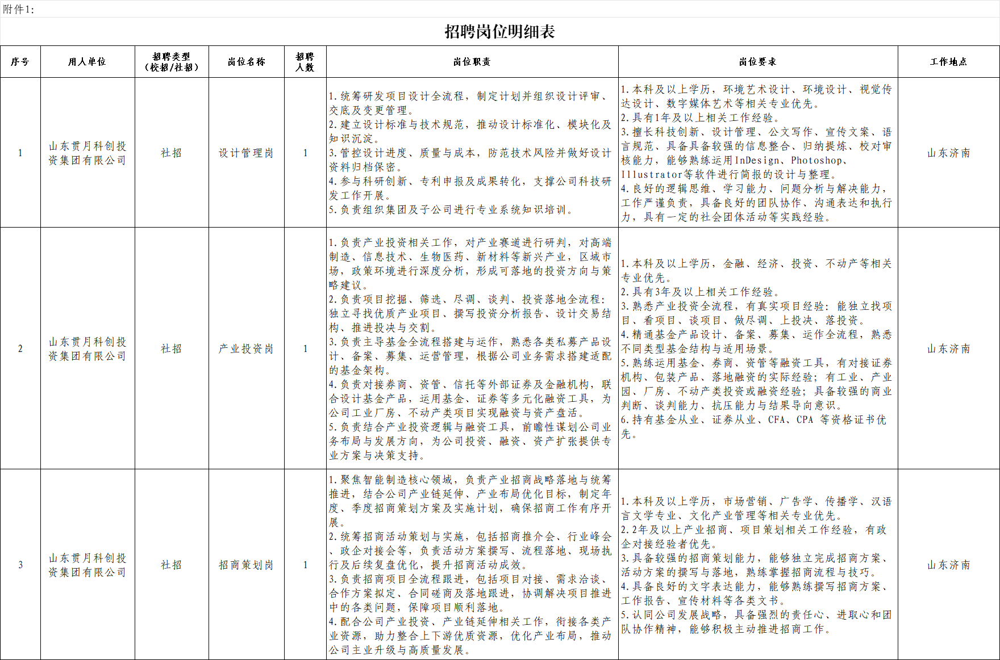 附件1:
招聘岗位明细表
序号
用人单位
招聘类型
（校招/社招）
岗位名称
招聘
人数
岗位职责
岗位要求
工作地点
1
山东贯月科创投
资集团有限公司
社招
设计管理岗
1
1.统筹研发项目设计全流程，制定计划并组织设计评审、
交底及变更管理。
2.建立设计标准与技术规范，推动设计标准化、模块化及
知识沉淀。
3.管控设计进度、质量与成本，防范技术风险并做好设计
资料归档保密。
4.参与科研创新、专利申报及成果转化，支撑公司科技研
发工作开展。
5.负责组织集团及子公司进行专业系统知识培训。
1.本科及以上学历，环境艺术设计、环境设计、视觉传
达设计、数字媒体艺术等相关专业优先。
2.具有1年及以上相关工作经验。
3.擅长科技创新、设计管理、公文写作、宣传文案、语
言规范、具备具备较强的信息整合、归纳提炼、校对审
核能力，能够熟练运用InDesign、Photoshop、
Illustrator等软件进行简报的设计与整理。
4.良好的逻辑思维、学习能力、问题分析与解决能力，
工作严谨负责，具备良好的团队协作、沟通表达和执行
力，具有一定的社会团体活动等实践经验。
山东济南
2
山东贯月科创投
资集团有限公司
社招
产业投资岗
1
1.负责产业投资相关工作，对产业赛道进行研判，对高端
制造、信息技术、生物医药、新材料等新兴产业，区域市
场，政策环境进行深度分析，形成可落地的投资方向与策
略建议。
2.负责项目挖掘、筛选、尽调、谈判、投资落地全流程：
独立寻找优质产业项目、撰写投资分析报告、设计交易结
构、推进投决与交割。
3.负责主导基金全流程搭建与运作，熟悉各类私募产品设
计、备案、募集、运营管理，根据公司业务需求搭建适配
的基金架构。
4.负责对接券商、资管、信托等外部证券及金融机构，联
合设计基金产品，运用基金、证券等多元化融资工具，为
公司工业厂房、不动产类项目实现融资与资产盘活。
5.负责结合产业投资逻辑与融资工具，前瞻性谋划公司业
务布局与发展方向，为公司投资、融资、资产扩张提供专
业方案与决策支持。
1.本科及以上学历，金融、经济、投资、不动产等相关
专业优先。
2.具有3年及以上相关工作经验。
3.熟悉产业投资全流程，有真实项目经验：能独立找项
目、看项目、谈项目、做尽调、上投决、落投资。
4.精通基金产品设计、备案、募集、运作全流程，熟悉
不同类型基金结构与适用场景。
5.熟练运用基金、券商、资管等融资工具，有对接证券
机构、包装产品、落地融资的实际经验；有工业、产业
园、厂房、不动产类投资或融资经验；具备较强的商业
判断、谈判能力、抗压能力与结果导向意识。
6.持有基金从业、证券从业、CFA、CPA 等资格证书优
先。
山东济南
3
山东贯月科创投
资集团有限公司
社招
招商策划岗
1
1.聚焦智能制造核心领域，负责产业招商战略落地与统筹
推进，结合公司产业链延伸、产业布局优化目标，制定年
度、季度招商策划方案及实施计划，确保招商工作有序开
展。
2.统筹招商活动策划与实施，包括招商推介会、行业峰会
、政企对接会等，负责活动方案撰写、流程落地、现场执
行及后续复盘优化，提升招商活动成效。
3.负责招商项目全流程跟进，包括项目对接、需求洽谈、
合作方案拟定、合同磋商及落地跟进，协调解决项目推进
中的各类问题，保障项目顺利落地。
4.配合公司产业投资、产业链延伸相关工作，衔接各类产
业资源，助力整合上下游优质资源，优化产业布局，推动
公司主业升级与高质量发展。
1.本科及以上学历，市场营销、广告学、传播学、汉语
言文学专业、文化产业管理等相关专业优先。
2.2年及以上产业招商、项目策划相关工作经验，有政
企对接经验者优先。
3.具备较强的招商策划能力，能够独立完成招商方案、
活动方案的撰写与落地，熟练掌握招商流程与技巧。
4.具备良好的文字表达能力，能够熟练撰写招商方案、
工作报告、宣传材料等各类文书。
5.认同公司发展战略，具备强烈的责任心、进取心和团
队协作精神，能够积极主动推进招商工作。
山东济南